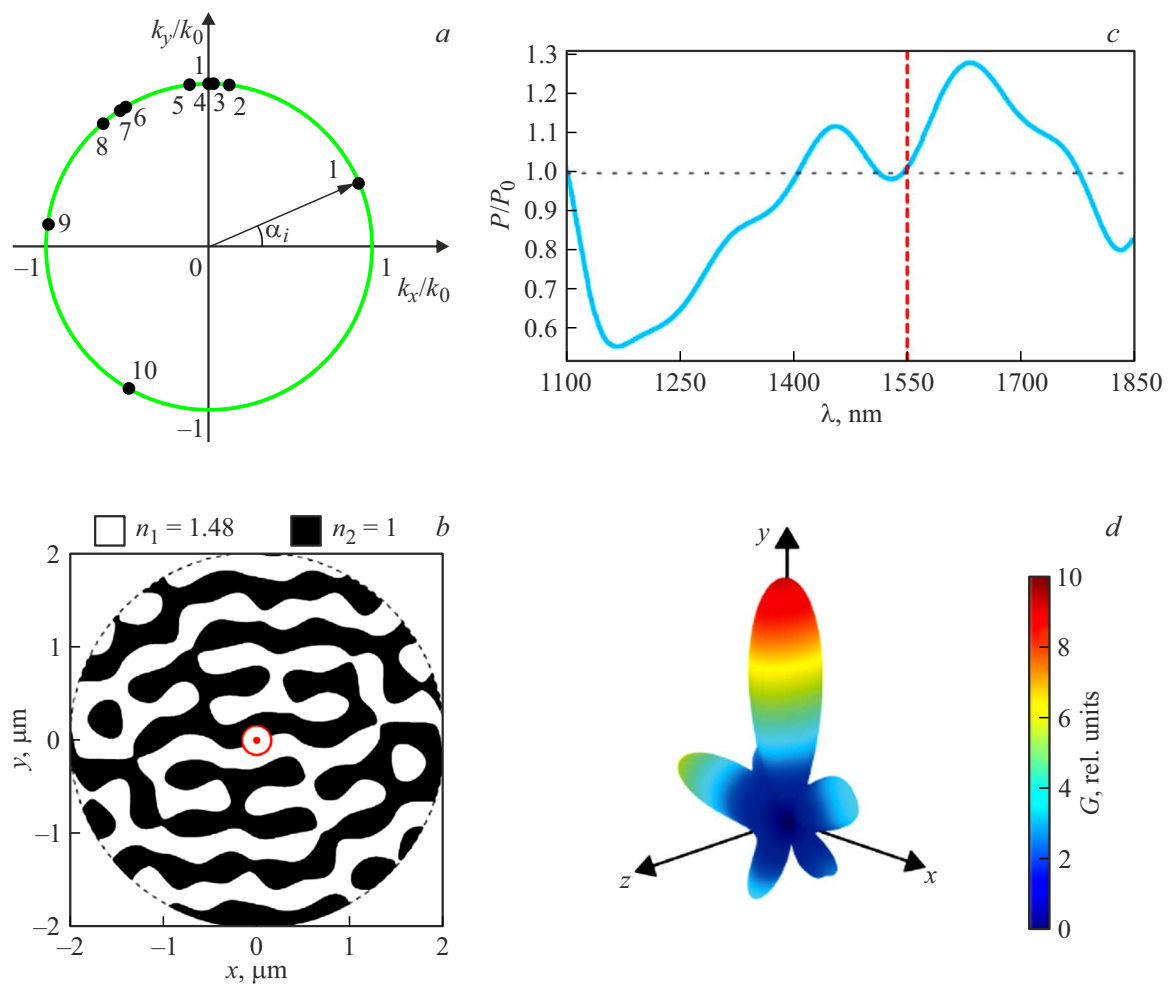 k_y/k_0
a
1
5 4 3 2
6
7
8
1
α_i
9
–1
0
1
k_x/k_0
10
–1
c
1.3
1.2
1.1
1.0
0.9
0.8
0.7
0.6
P/P_0
1100 1250 1400 1550 1700 1850
λ, nm
n_1 = 1.48 n_2 = 1 b
2
1
0
–1
–2
y, μm
–2 –1 0 1 2
x, μm
d
y
z
x
10
8
6
4
2
0
G, rel. units